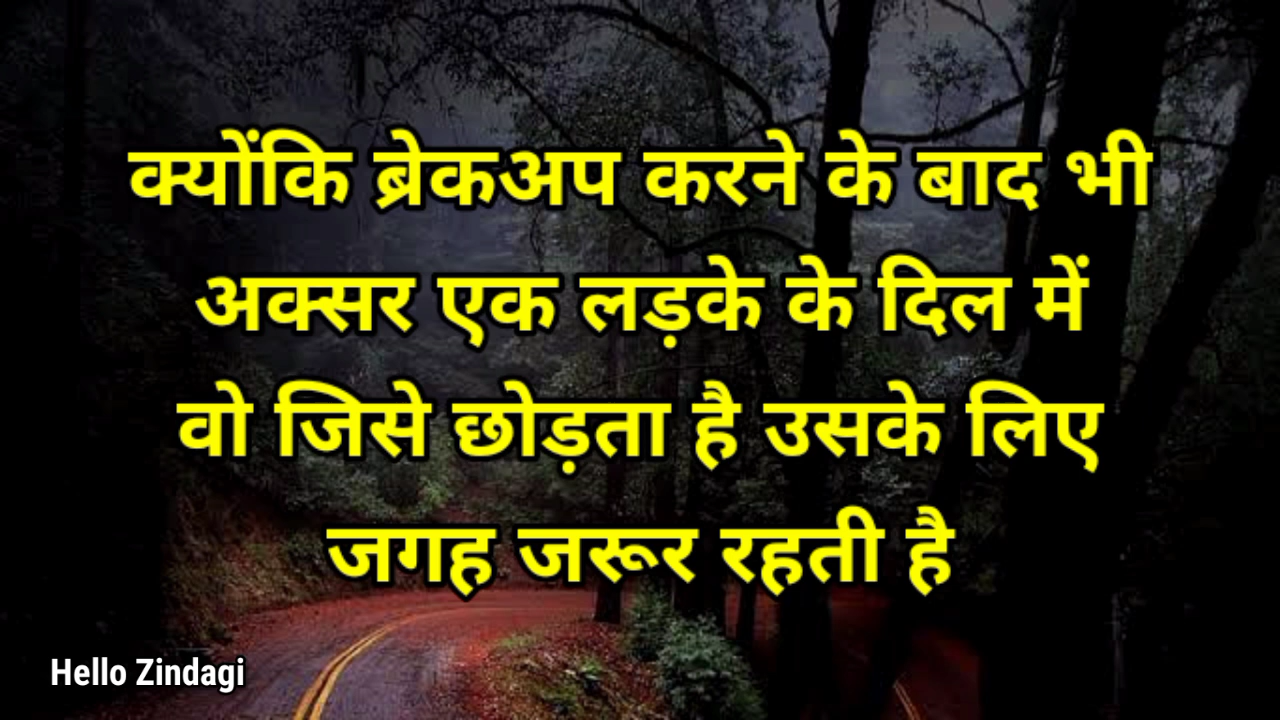 क्योंकि ब्रेकअप करने के बाद भी
अक्सर एक लड़के के दिल में
वो जिसे छोड़ता है उसके लिए
जगह जरूर रहती है
Hello Zindagi